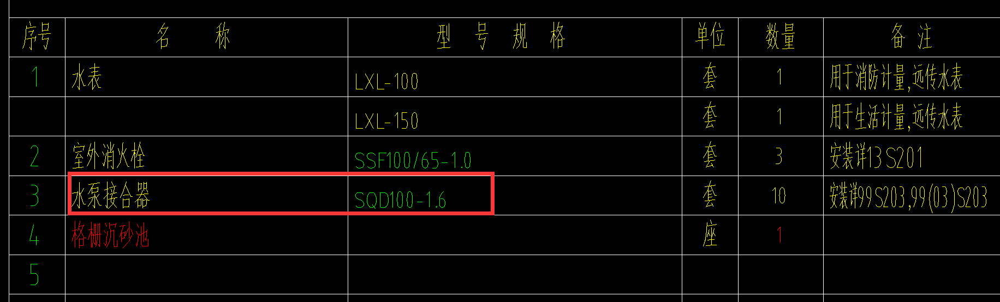 序号 名 称 型 号 规 格 单位 数量 备 注
1 水表 LXL-100 套 1 用于消防计量,远传水表
LXL-150 套 1 用于生活计量,远传水表
2 室外消火栓 SSF100/65-1.0 套 3 安装详13S201
3 水泵接合器 SQD100-1.6 套 10 安装详99S203,99(03)S203
4 格栅沉砂池 座 1
5